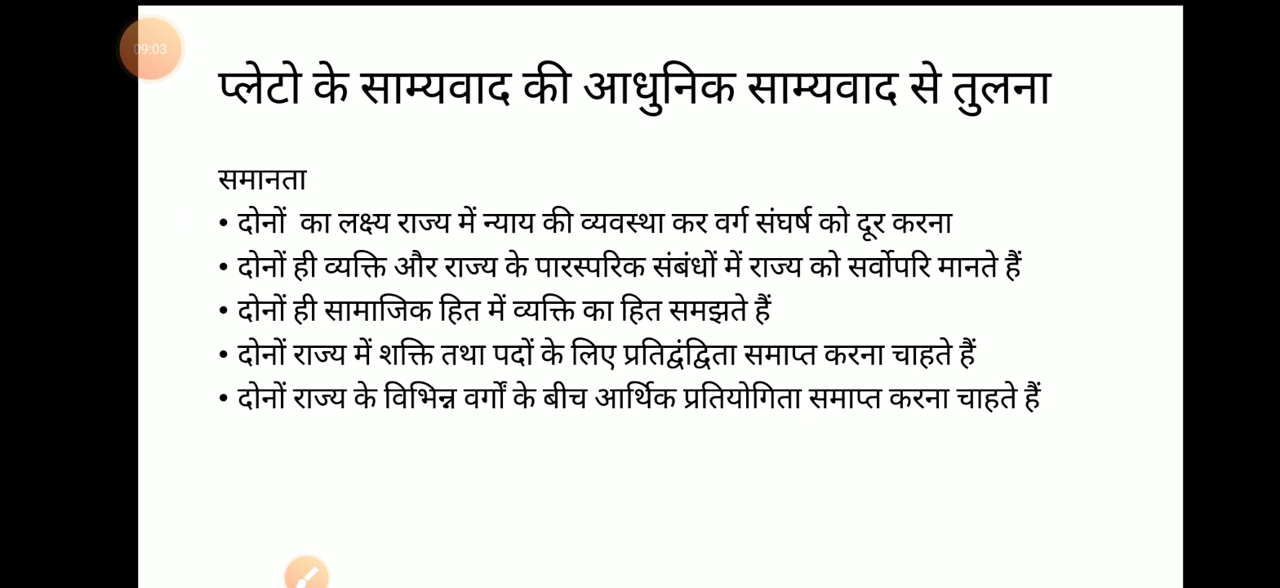 09:03
प्लेटो के साम्यवाद की आधुनिक साम्यवाद से तुलना
समानता
• दोनों का लक्ष्य राज्य में न्याय की व्यवस्था कर वर्ग संघर्ष को दूर करना
• दोनों ही व्यक्ति और राज्य के पारस्परिक संबंधों में राज्य को सर्वोपरि मानते हैं
• दोनों ही सामाजिक हित में व्यक्ति का हित समझते हैं
• दोनों राज्य में शक्ति तथा पदों के लिए प्रतिद्वंद्विता समाप्त करना चाहते हैं
• दोनों राज्य के विभिन्न वर्गों के बीच आर्थिक प्रतियोगिता समाप्त करना चाहते हैं